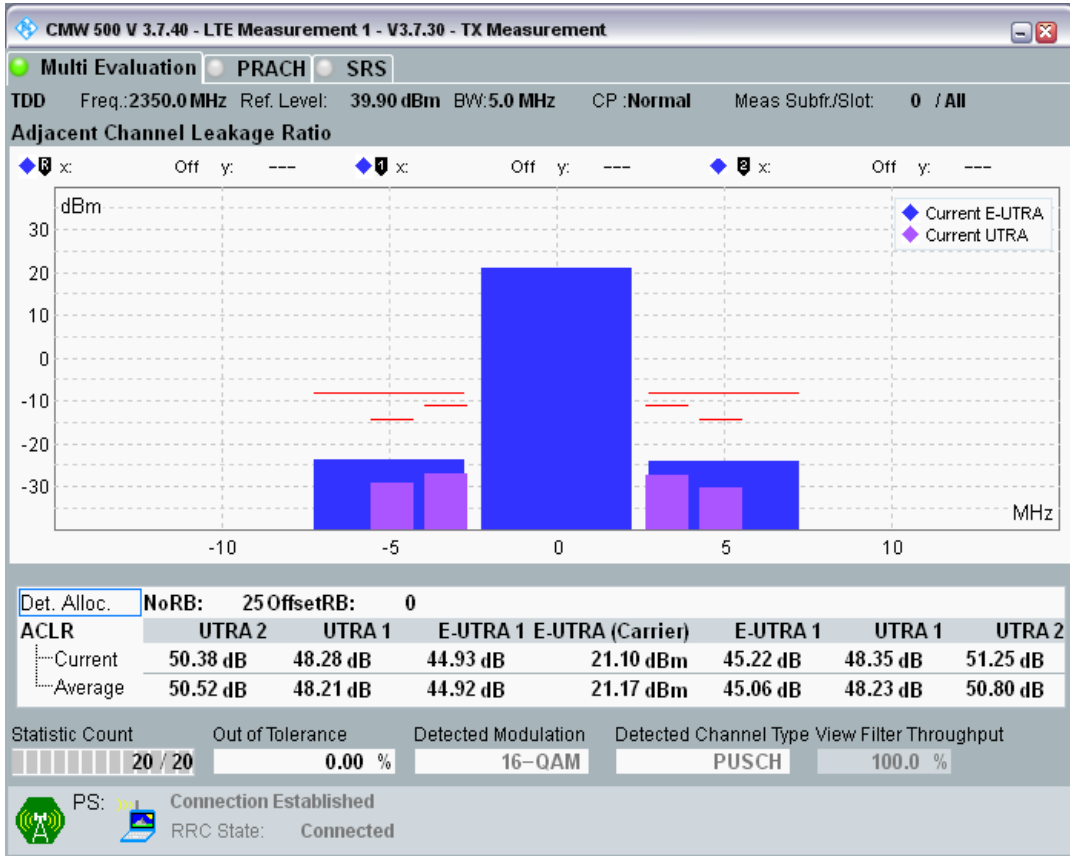 CMW 500 V 3.7.40 - LTE Measurement 1 - V3.7.30 - TX Measurement
Multi Evaluation PRACH SRS
TDD Freq.:2350.0 MHz Ref. Level: 39.90 dBm BW:5.0 MHz CP :Normal Meas Subfr./Slot: 0 / All
Adjacent Channel Leakage Ratio
R x: Off y: --- 1 x: Off y: --- 2 x: Off y: ---
dBm
Current E-UTRA
Current UTRA
30
20
10
0
-10
-20
-30
MHz
-10 -5 0 5 10
Det. Alloc. NoRB: 25 OffsetRB: 0
ACLR UTRA 2 UTRA 1 E-UTRA 1 E-UTRA (Carrier) E-UTRA 1 UTRA 1 UTRA 2
Current 50.38 dB 48.28 dB 44.93 dB 21.10 dBm 45.22 dB 48.35 dB 51.25 dB
Average 50.52 dB 48.21 dB 44.92 dB 21.17 dBm 45.06 dB 48.23 dB 50.80 dB
Statistic Count Out of Tolerance Detected Modulation Detected Channel Type View Filter Throughput
20 / 20 0.00 % 16-QAM PUSCH 100.0 %
PS: Connection Established
RRC State: Connected